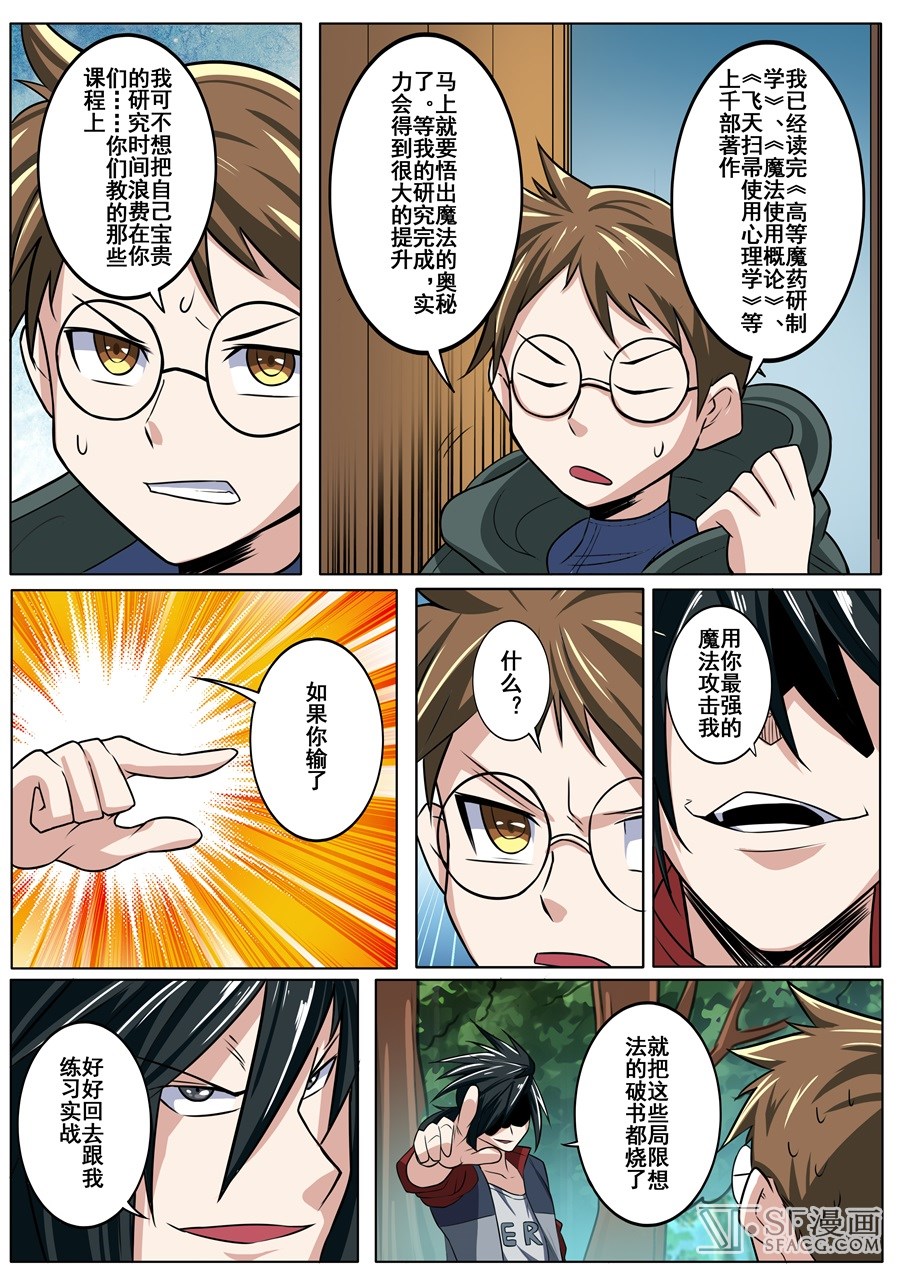 我已经读完《高等魔药研制
学》、《魔法使用概论》、
《飞天扫帚使用心理学》等
上千部著作
马上就要悟出魔法的奥秘
了。等我的研究完成，实
力会得到很大的提升
我可不想把自己宝贵
的研究时间浪费在你
们……你们教的那些
课程上
用你最强的
魔法攻击我
什么？
如果你输了
就把这些局限想
法的破书都烧了
好好回去跟我
练习实战
ER
SF漫画
SFACG.COM